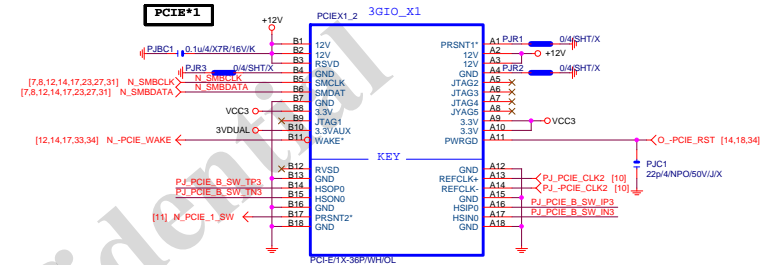 PCIE*1
3GIO_X1
PCIEX1_2
+12V
PJBC1 0.1u/4/X7R/16V/K
PJR3 0/4/SHT/X
[7,8,12,14,17,23,27,31] N_SMBCLK N_SMBCLK
[7,8,12,14,17,23,27,31] N_SMBDATA N_SMBDATA
VCC3
3VDUAL
[12,14,17,33,34] N_-PCIE_WAKE
PJ_PCIE_B_SW_TP3
PJ_PCIE_B_SW_TN3
[11] N_PCIE_1_SW
B1 12V
B2 12V
B3 RSVD
B4 GND
B5 SMCLK
B6 SMDAT
B7 GND
B8 3.3V
B9 JTAG1
B10 3.3VAUX
B11 WAKE*
KEY
B12 RVSD
B13 GND
B14 HSOP0
B15 HSON0
B16 GND
B17 PRSNT2*
B18 GND
PRSNT1* A1
12V A2
12V A3
GND A4
JTAG2 A5
JTAG3 A6
JTAG4 A7
JYAG5 A8
3.3V A9
3.3V A10
PWRGD A11
GND A12
REFCLK+ A13
REFCLK- A14
GND A15
HSIP0 A16
HSIN0 A17
GND A18
PJR1 0/4/SHT/X
+12V
PJR2 0/4/SHT/X
VCC3
O_-PCIE_RST [14,18,34]
PJC1
22p/4/NPO/50V/J/X
PJ_PCIE_CLK2 [10]
PJ_-PCIE_CLK2 [10]
PJ_PCIE_B_SW_IP3
PJ_PCIE_B_SW_IN3
PCI-E/1X-36P/WH/OL
fidential